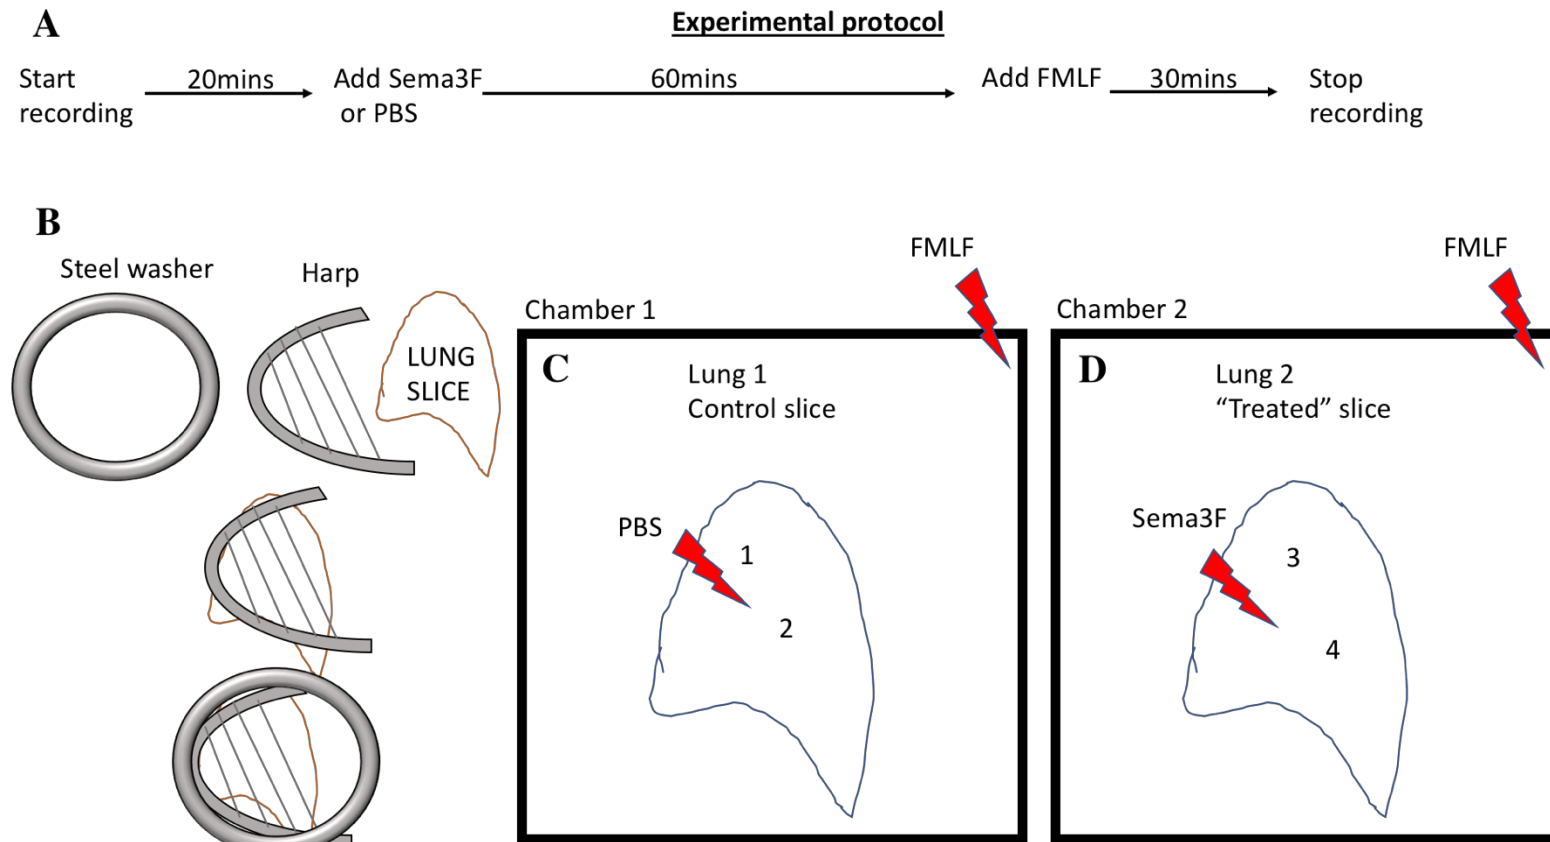 A
Experimental protocol
Start
recording
20mins
Add Sema3F
or PBS
60mins
Add FMLF
30mins
Stop
recording
B
Steel washer
Harp
LUNG
SLICE
FMLF
Chamber 1
C
Lung 1
Control slice
PBS
1
2
FMLF
Chamber 2
D
Lung 2
“Treated” slice
Sema3F
3
4